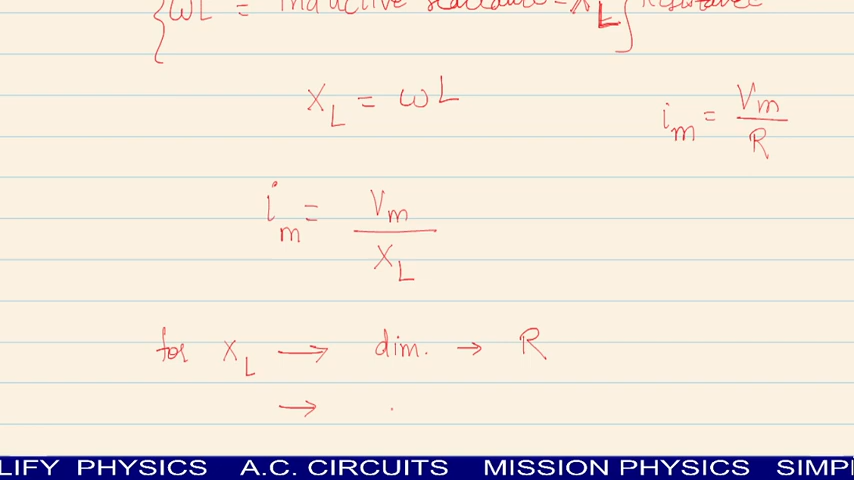 {ωL = inductive reactance = X_L} Resistance
X_L = ωL
i_m = V_m / R
i_m = V_m / X_L
for X_L → dim. → R
→
LIFY PHYSICS A.C. CIRCUITS MISSION PHYSICS SIMP